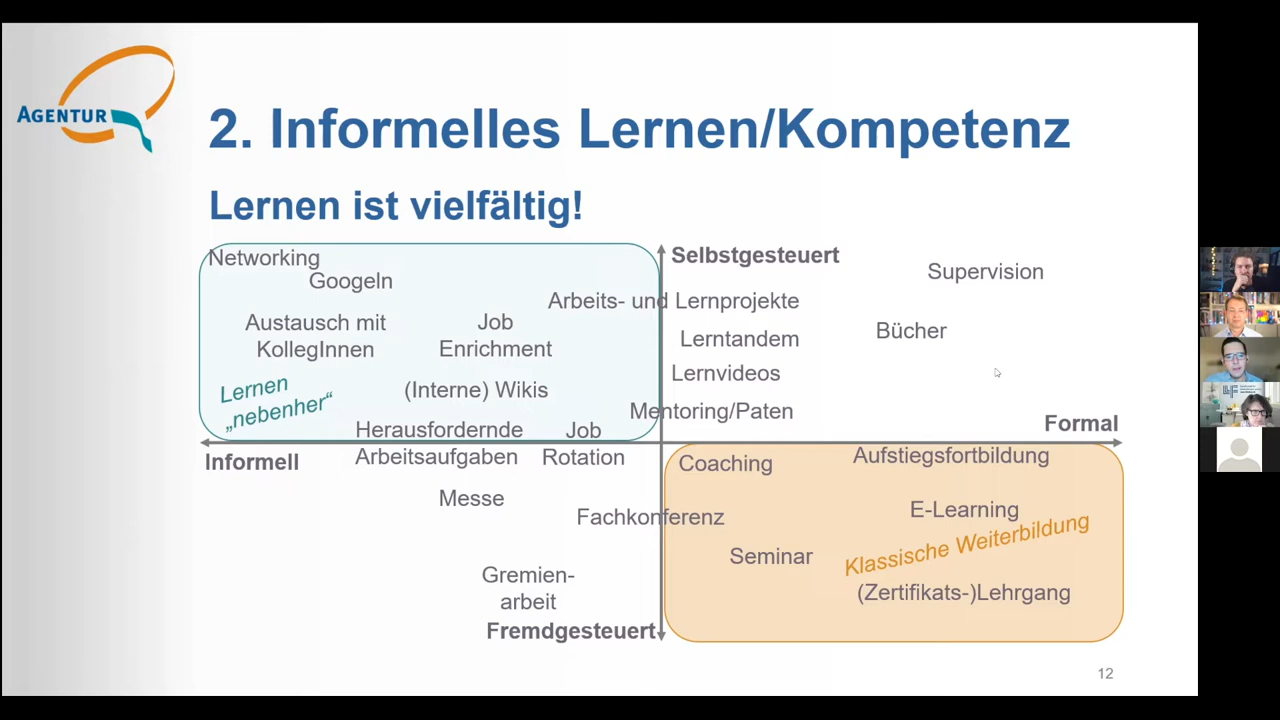 AGENTUR
2. Informelles Lernen/Kompetenz
Lernen ist vielfältig!
Networking
Googeln
Austausch mit
KollegInnen
Job
Enrichment
Lernen
„nebenher“
(Interne) Wikis
Herausfordernde
Arbeitsaufgaben
Job
Rotation
Selbstgesteuert
Supervision
Arbeits- und Lernprojekte
Lerntandem
Bücher
Lernvideos
Mentoring/Paten
Formal
Informell
Messe
Fachkonferenz
Gremien-
arbeit
Fremdgesteuert
Coaching
Aufstiegsfortbildung
E-Learning
Klassische Weiterbildung
Seminar
(Zertifikats-)Lehrgang
12